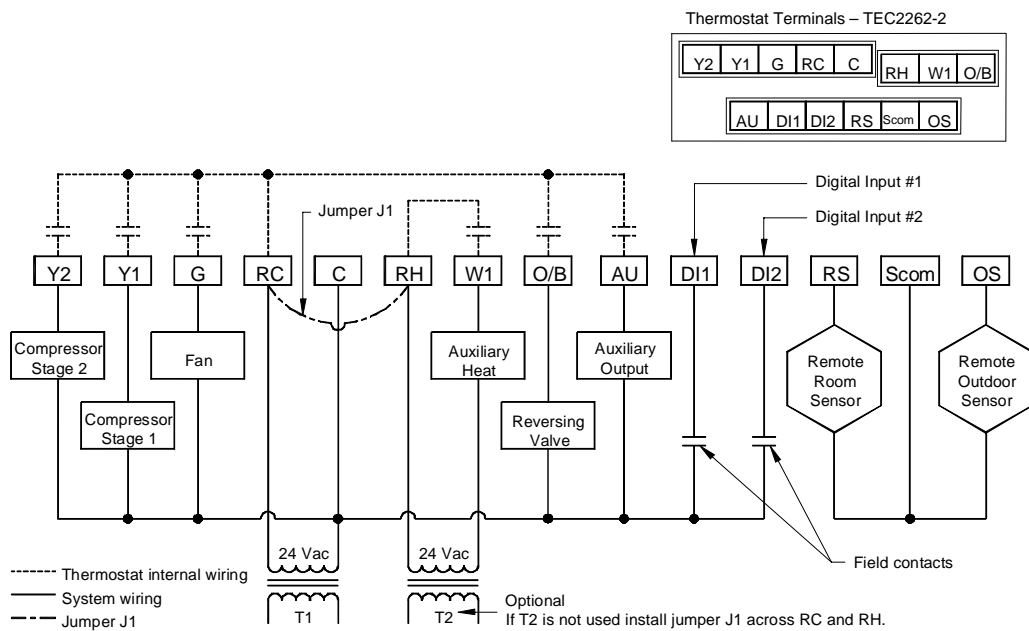 Thermostat Terminals – TEC2262-2
Y2 Y1 G RC C
RH W1 O/B
AU DI1 DI2 RS Scom OS
Digital Input #1
Digital Input #2
Jumper J1
Y2 Y1 G RC C RH W1 O/B AU DI1 DI2 RS Scom OS
Compressor
Stage 2
Compressor
Stage 1
Fan
Auxiliary
Heat
Reversing
Valve
Auxiliary
Output
Remote
Room
Sensor
Remote
Outdoor
Sensor
24 Vac
24 Vac
Field contacts
Thermostat internal wiring
System wiring
Jumper J1
T1
T2
Optional
If T2 is not used install jumper J1 across RC and RH.